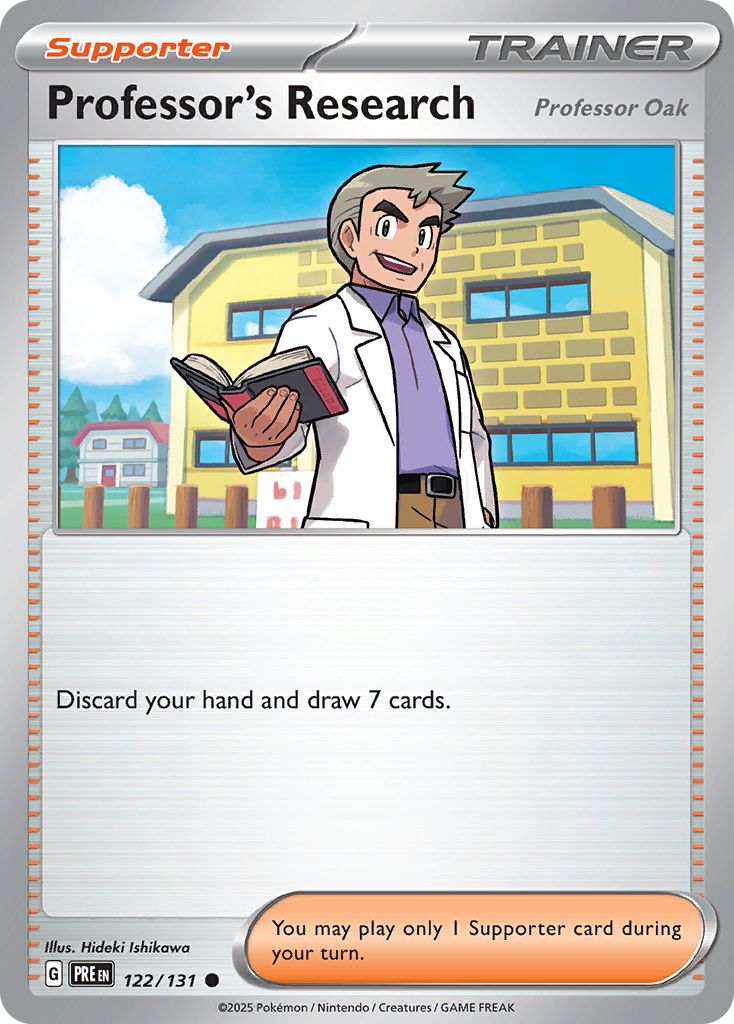 Supporter
TRAINER
Professor's Research
Professor Oak
Discard your hand and draw 7 cards.
Illus. Hideki Ishikawa
You may play only 1 Supporter card during
your turn.
G PRE EN 122/131
©2025 Pokémon / Nintendo / Creatures / GAME FREAK